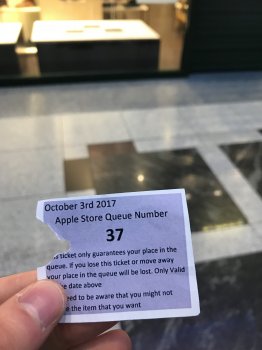 October 3rd 2017
Apple Store Queue Number
37
ticket only guarantees your place in the
queue. If you lose this ticket or move away
your place in the queue will be lost. Only Valid
date above
need to be aware that you might not
the item that you want